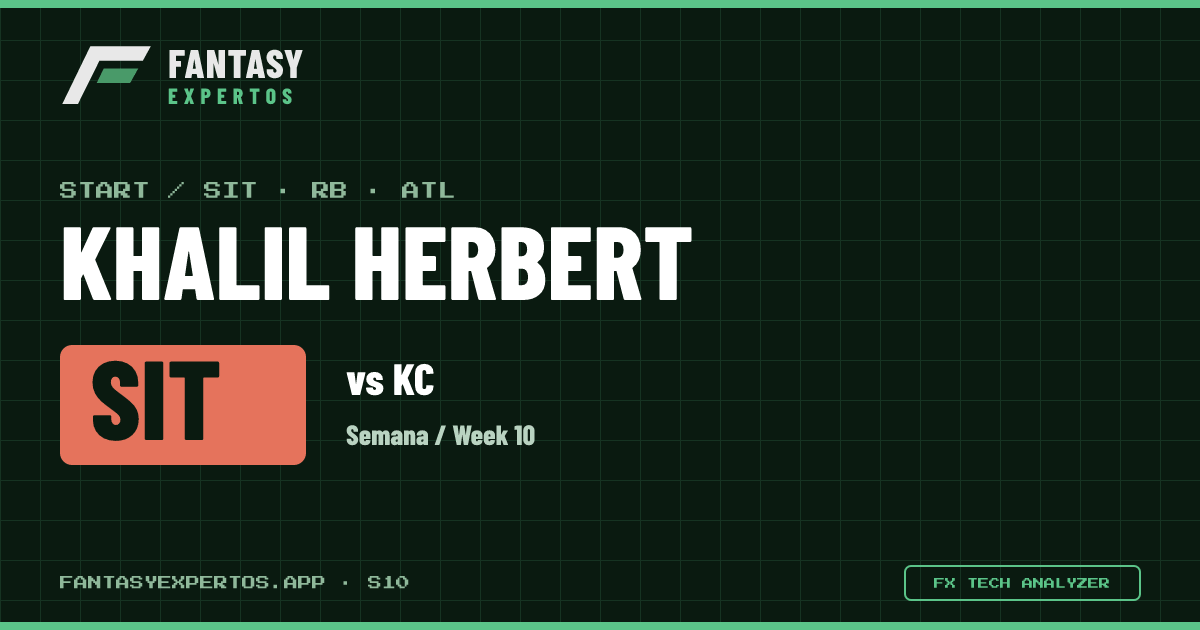 FANTASY
EXPERTOS
START / SIT · RB · ATL
KHALIL HERBERT
SIT
vs KC
Semana / Week 10
FANTASYEXPERTOS.APP · S10
FX TECH ANALYZER